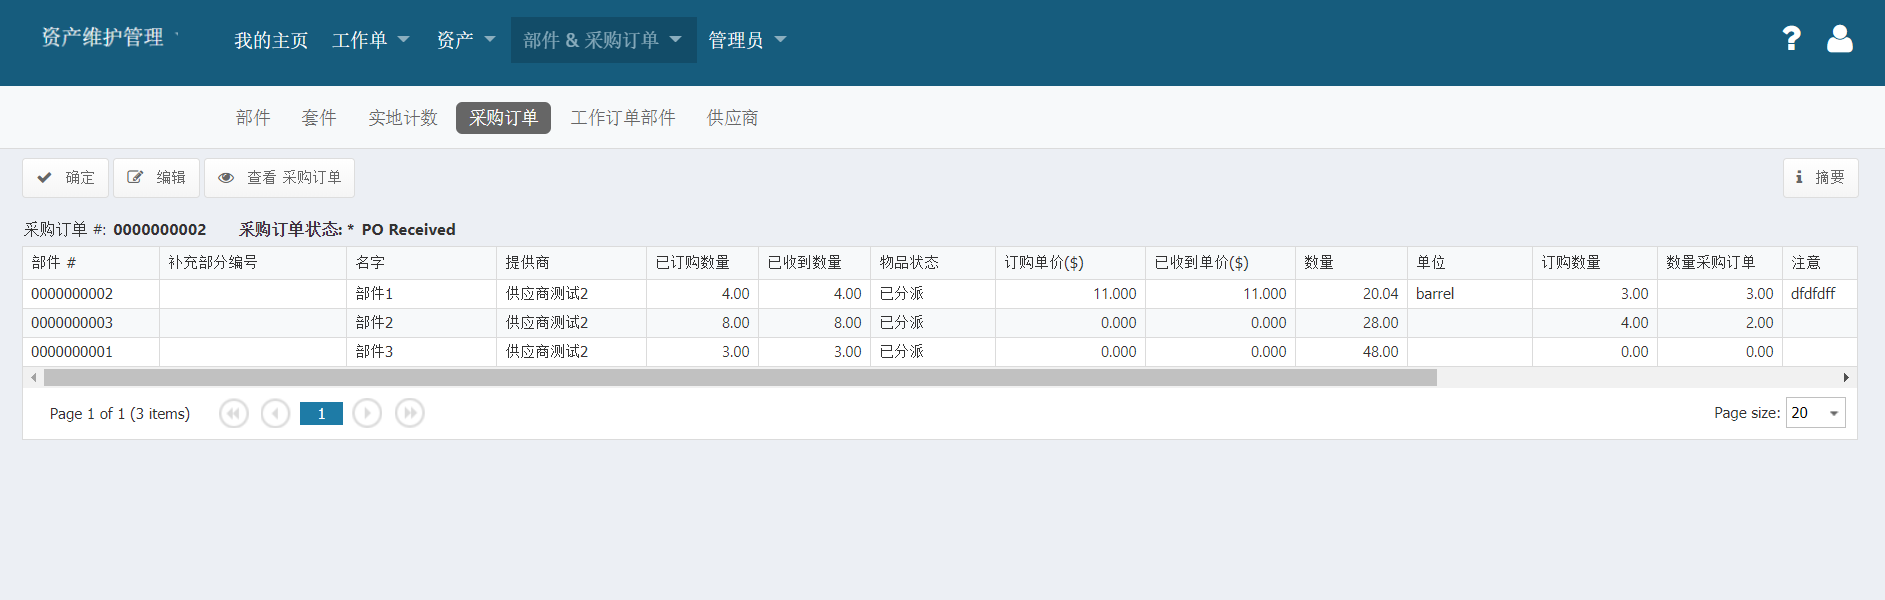 资产维护管理
我的主页 工作单 资产 部件 & 采购订单 管理员
部件 套件 实地计数 采购订单 工作订单部件 供应商
确定 编辑 查看 采购订单 摘要
采购订单 #: 0000000002 采购订单状态: * PO Received
部件 # 补充部分编号 名字 提供商 已订购数量 已收到数量 物品状态 订购单价($) 已收到单价($) 数量 单位 订购数量 数量采购订单 注意
0000000002 部件1 供应商测试2 4.00 4.00 已分派 11.000 11.000 20.04 barrel 3.00 3.00 dfdfdff
0000000003 部件2 供应商测试2 8.00 8.00 已分派 0.000 0.000 28.00 4.00 2.00
0000000001 部件3 供应商测试2 3.00 3.00 已分派 0.000 0.000 48.00 0.00 0.00
Page 1 of 1 (3 items) 1 Page size: 20